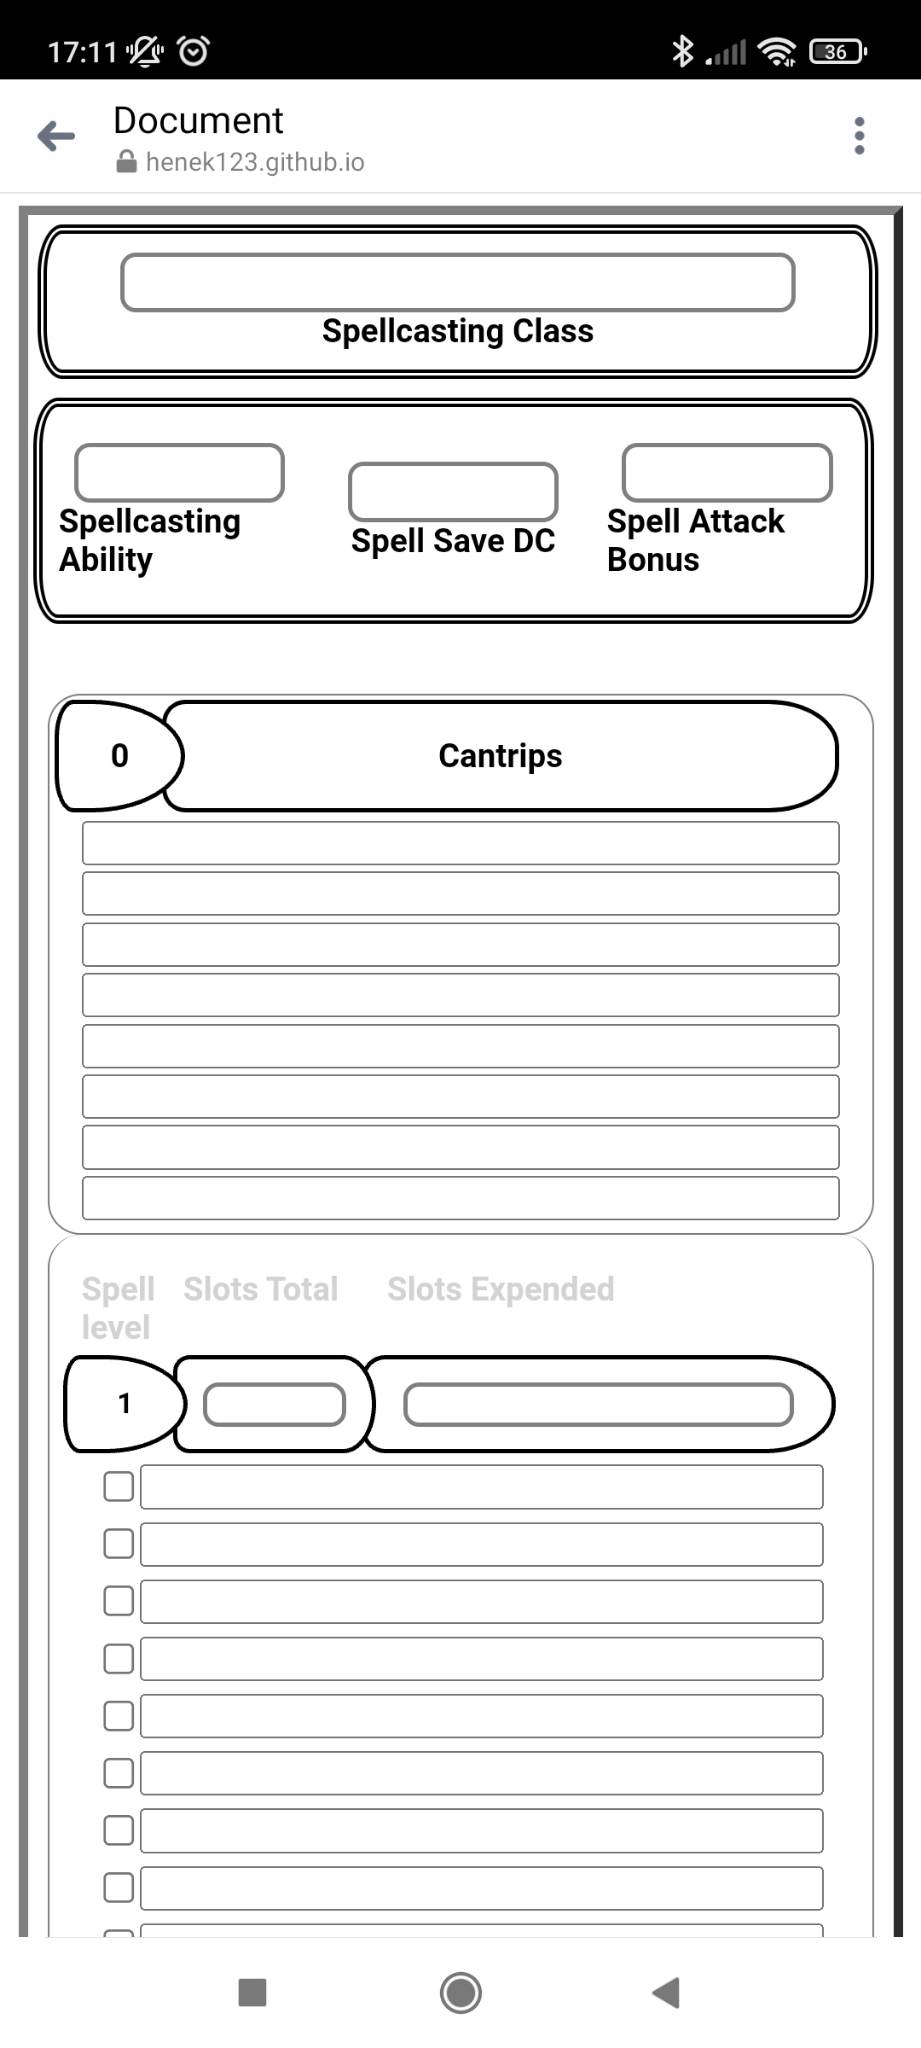 17:11
36
Document
henek123.github.io
Spellcasting Class
Spellcasting
Ability
Spell Save DC
Spell Attack
Bonus
0
Cantrips
Spell
level
Slots Total
Slots Expended
1